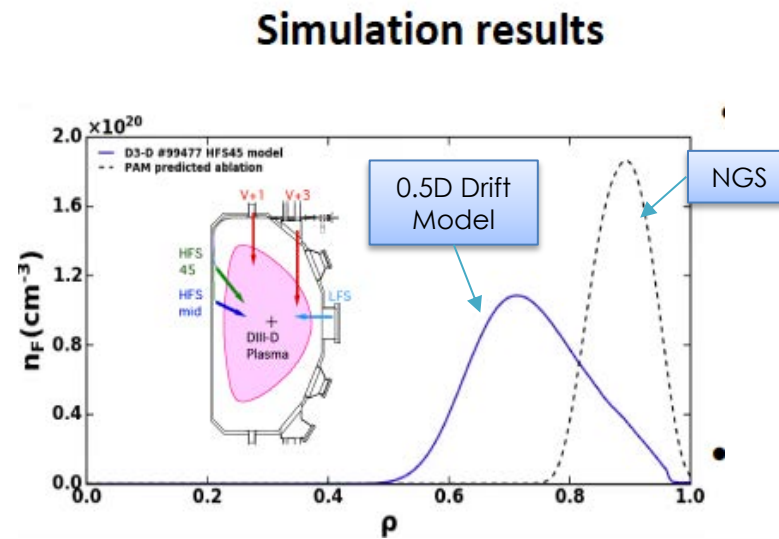 Simulation results
×10²⁰
2.0
1.6
1.2
0.8
0.4
0.0
n_F(cm⁻³)
D3-D #99477 HFS45 model
PAM predicted ablation
V+1
V+3
HFS
45
HFS
mid
LFS
DIII-D
Plasma
0.5D Drift
Model
NGS
0.0
0.2
0.4
0.6
0.8
1.0
ρ